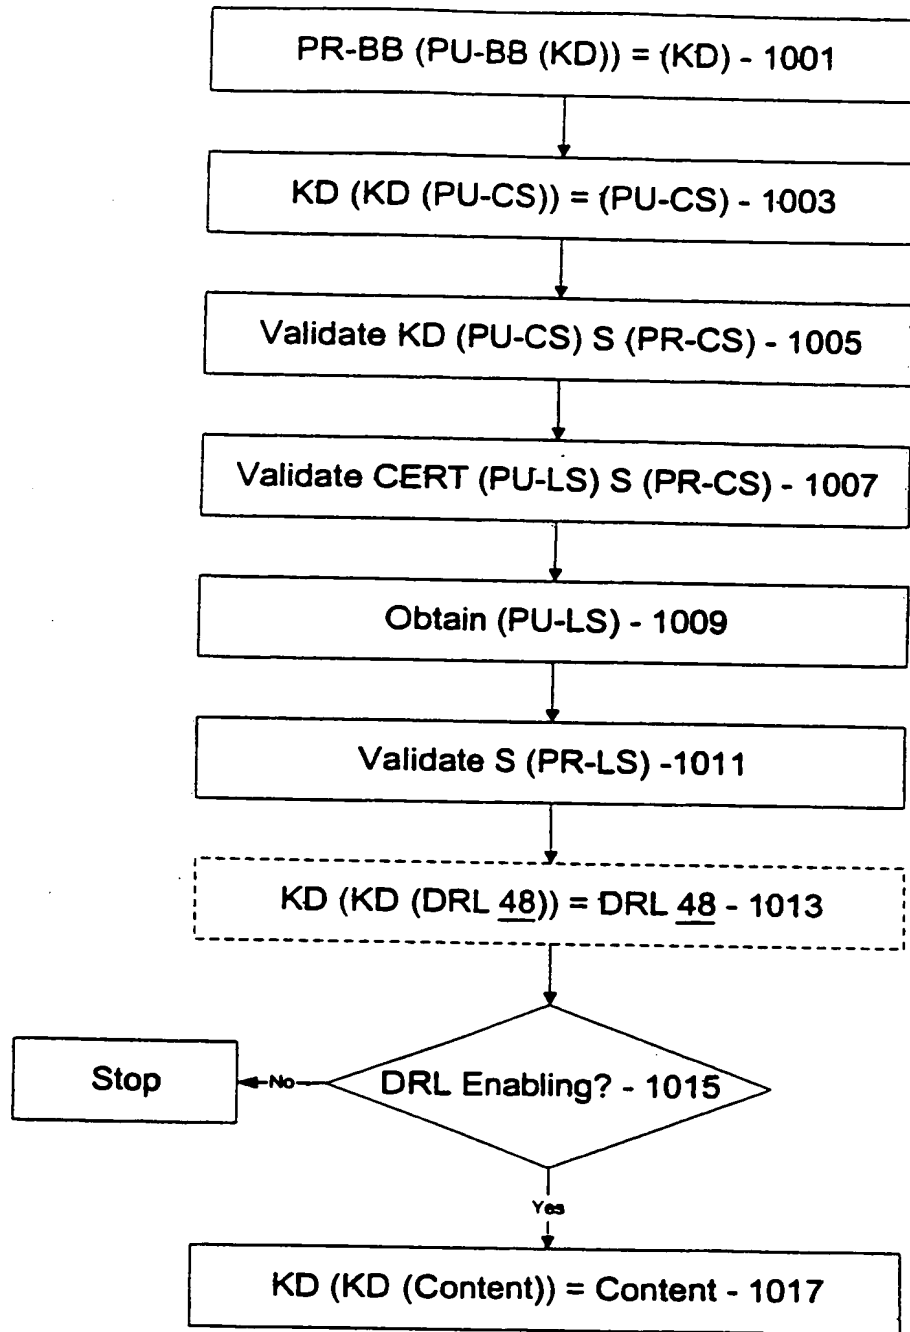 PR-BB (PU-BB (KD)) = (KD) - 1001
KD (KD (PU-CS)) = (PU-CS) - 1003
Validate KD (PU-CS) S (PR-CS) - 1005
Validate CERT (PU-LS) S (PR-CS) - 1007
Obtain (PU-LS) - 1009
Validate S (PR-LS) -1011
KD (KD (DRL 48)) = DRL 48 - 1013
DRL Enabling? - 1015
No
Stop
Yes
KD (KD (Content)) = Content - 1017